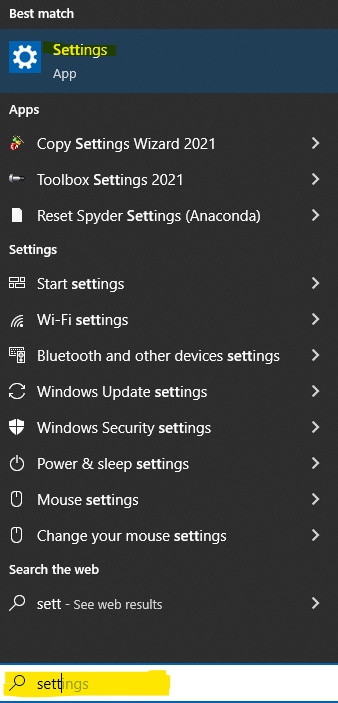 Best match
Settings
App
Apps
Copy Settings Wizard 2021
Toolbox Settings 2021
Reset Spyder Settings (Anaconda)
Settings
Start settings
Wi-Fi settings
Bluetooth and other devices settings
Windows Update settings
Windows Security settings
Power & sleep settings
Mouse settings
Change your mouse settings
Search the web
sett - See web results
settings